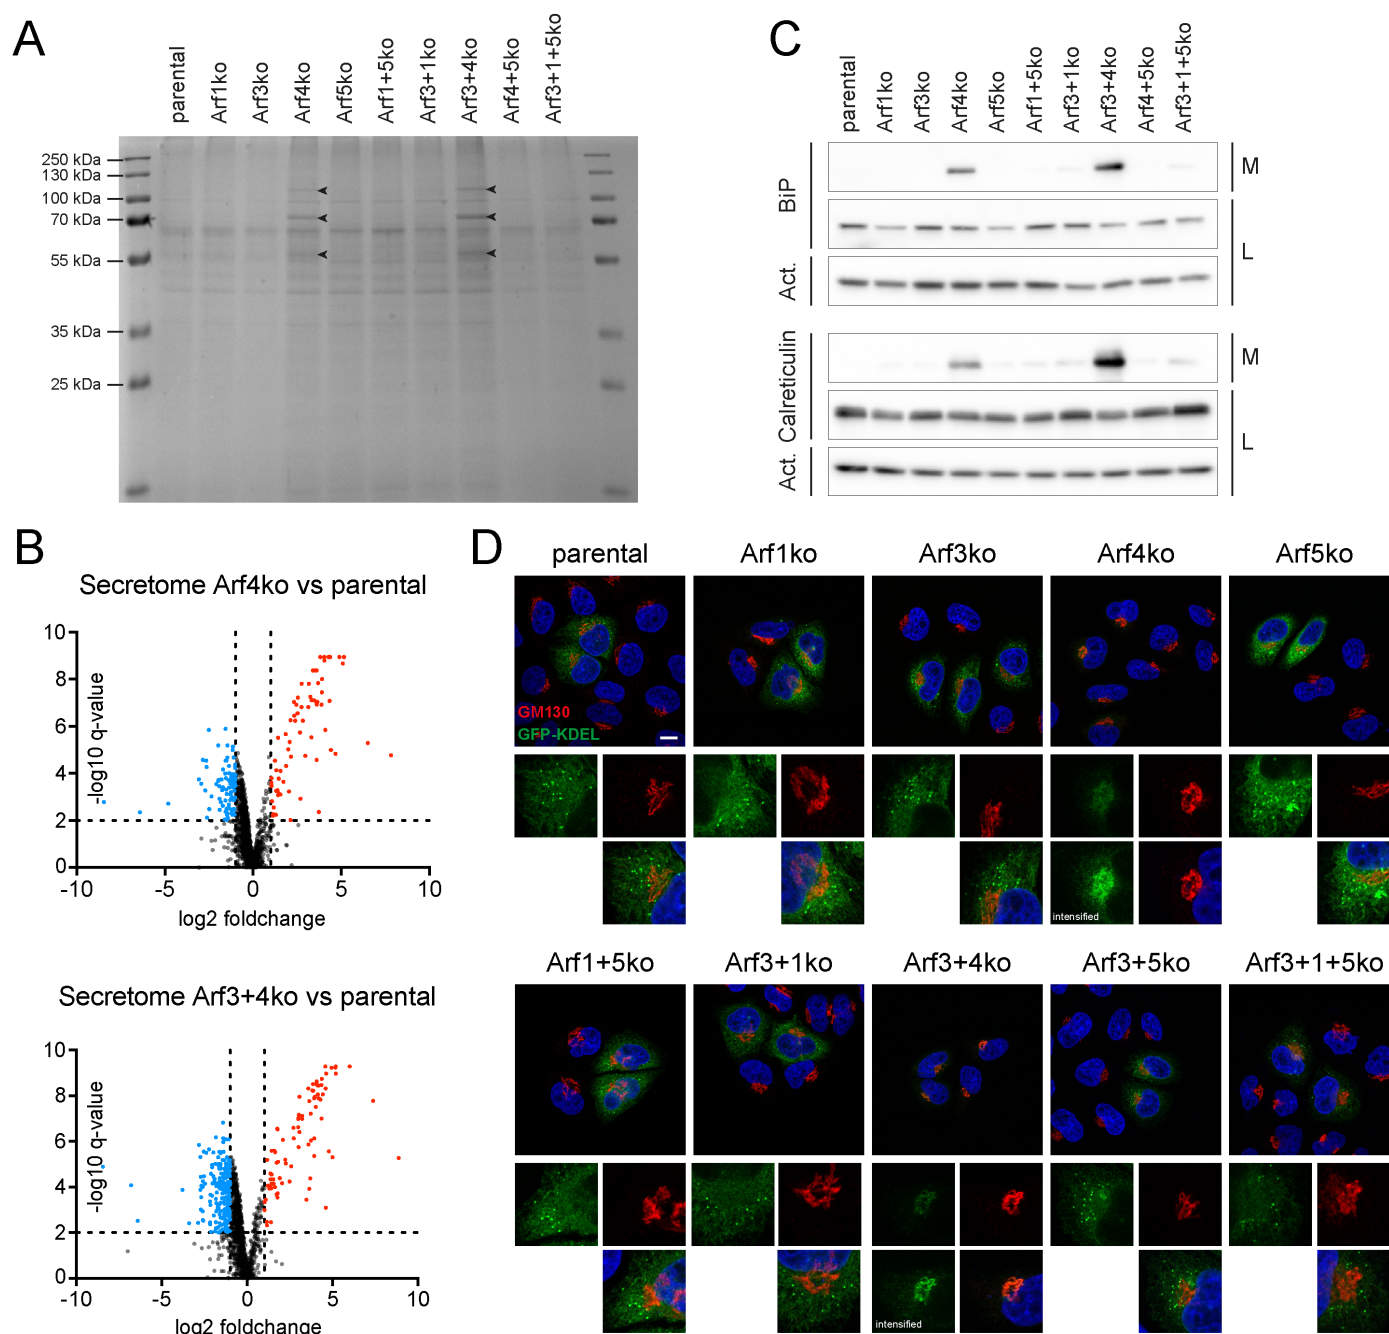 A
parental
Arf1ko
Arf3ko
Arf4ko
Arf5ko
Arf1+5ko
Arf3+1ko
Arf3+4ko
Arf4+5ko
Arf3+1+5ko
250 kDa
130 kDa
100 kDa
70 kDa
55 kDa
35 kDa
25 kDa
C
parental
Arf1ko
Arf3ko
Arf4ko
Arf5ko
Arf1+5ko
Arf3+1ko
Arf3+4ko
Arf4+5ko
Arf3+1+5ko
BiP
M
L
Act.
Calreticulin
M
L
Act.
B
Secretome Arf4ko vs parental
10
8
6
4
2
0
-log10 q-value
-10
-5
0
5
10
log2 foldchange
Secretome Arf3+4ko vs parental
10
8
6
4
2
0
-log10 q-value
-10
-5
0
5
10
log2 foldchange
D
parental
Arf1ko
Arf3ko
Arf4ko
Arf5ko
GM130
GFP-KDEL
intensified
Arf1+5ko
Arf3+1ko
Arf3+4ko
Arf3+5ko
Arf3+1+5ko
intensified